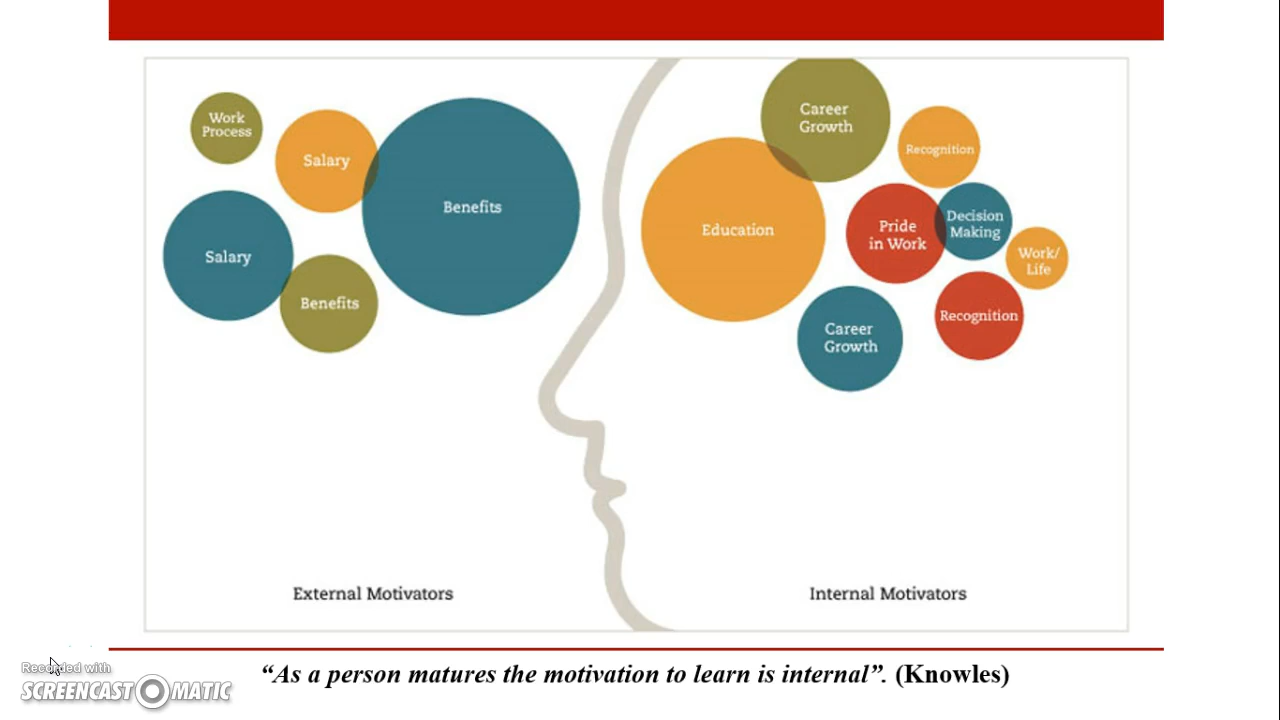 Work
Process
Salary
Benefits
Salary
Benefits
Career
Growth
Recognition
Education
Pride
in Work
Decision
Making
Work/
Life
Recognition
Career
Growth
External Motivators
Internal Motivators
“As a person matures the motivation to learn is internal”. (Knowles)
Recorded with
SCREENCAST MATIC